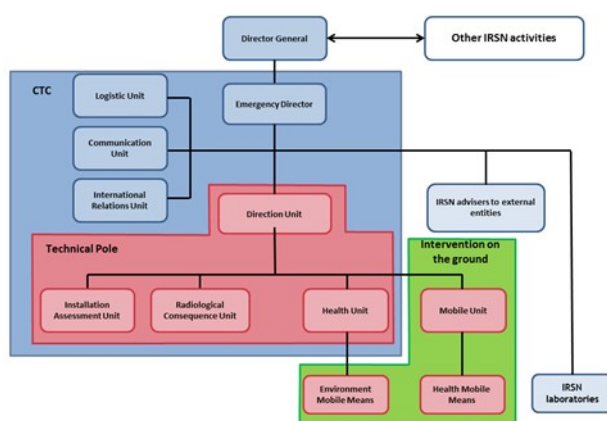 Director General
Other IRSN activities
CTC
Logistic Unit
Emergency Director
Communication
Unit
International
Relations Unit
IRSN advisers to external
entities
Direction Unit
Technical Pole
Intervention on
the ground
Installation
Assessment Unit
Radiological
Consequence Unit
Health Unit
Mobile Unit
Environment
Mobile Means
Health Mobile
Means
IRSN
laboratories